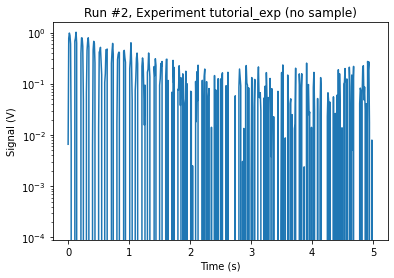 Run #2, Experiment tutorial_exp (no sample)
Signal (V)
10⁰
10⁻¹
10⁻²
10⁻³
10⁻⁴
0 1 2 3 4 5
Time (s)